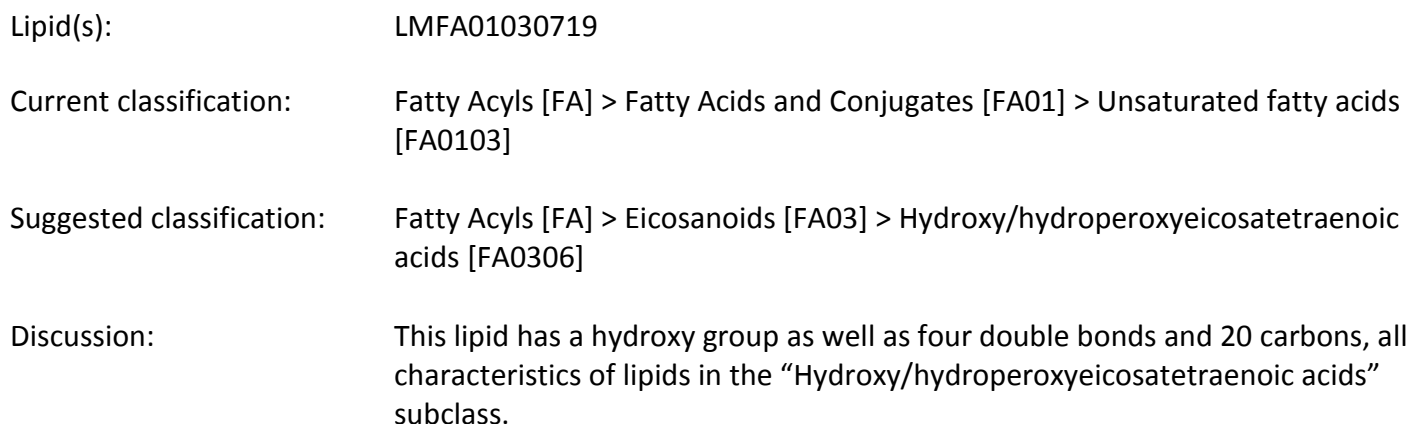 Lipid(s): LMFA01030719
Current classification: Fatty Acyls [FA] > Fatty Acids and Conjugates [FA01] > Unsaturated fatty acids
[FA0103]
Suggested classification: Fatty Acyls [FA] > Eicosanoids [FA03] > Hydroxy/hydroperoxyeicosatetraenoic
acids [FA0306]
Discussion: This lipid has a hydroxy group as well as four double bonds and 20 carbons, all
characteristics of lipids in the “Hydroxy/hydroperoxyeicosatetraenoic acids”
subclass.